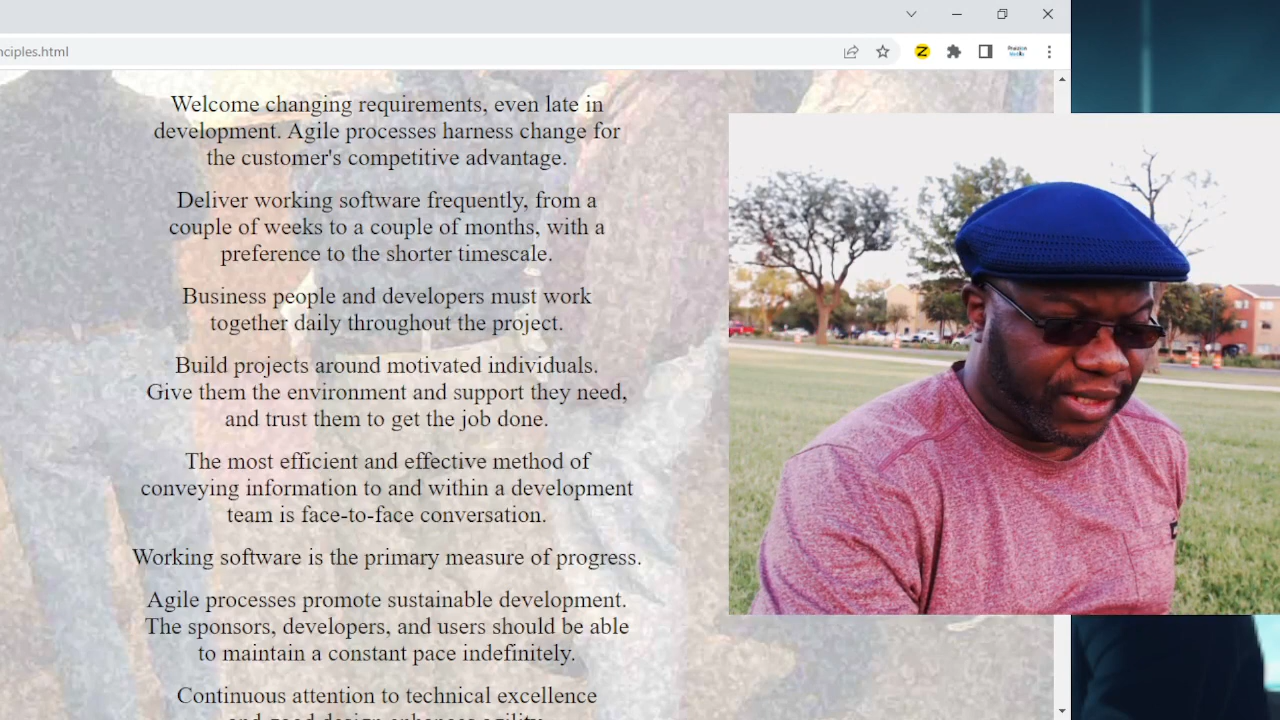 nciples.html
Welcome changing requirements, even late in
development. Agile processes harness change for
the customer's competitive advantage.
Deliver working software frequently, from a
couple of weeks to a couple of months, with a
preference to the shorter timescale.
Business people and developers must work
together daily throughout the project.
Build projects around motivated individuals.
Give them the environment and support they need,
and trust them to get the job done.
The most efficient and effective method of
conveying information to and within a development
team is face-to-face conversation.
Working software is the primary measure of progress.
Agile processes promote sustainable development.
The sponsors, developers, and users should be able
to maintain a constant pace indefinitely.
Continuous attention to technical excellence
and good design enhances agility.